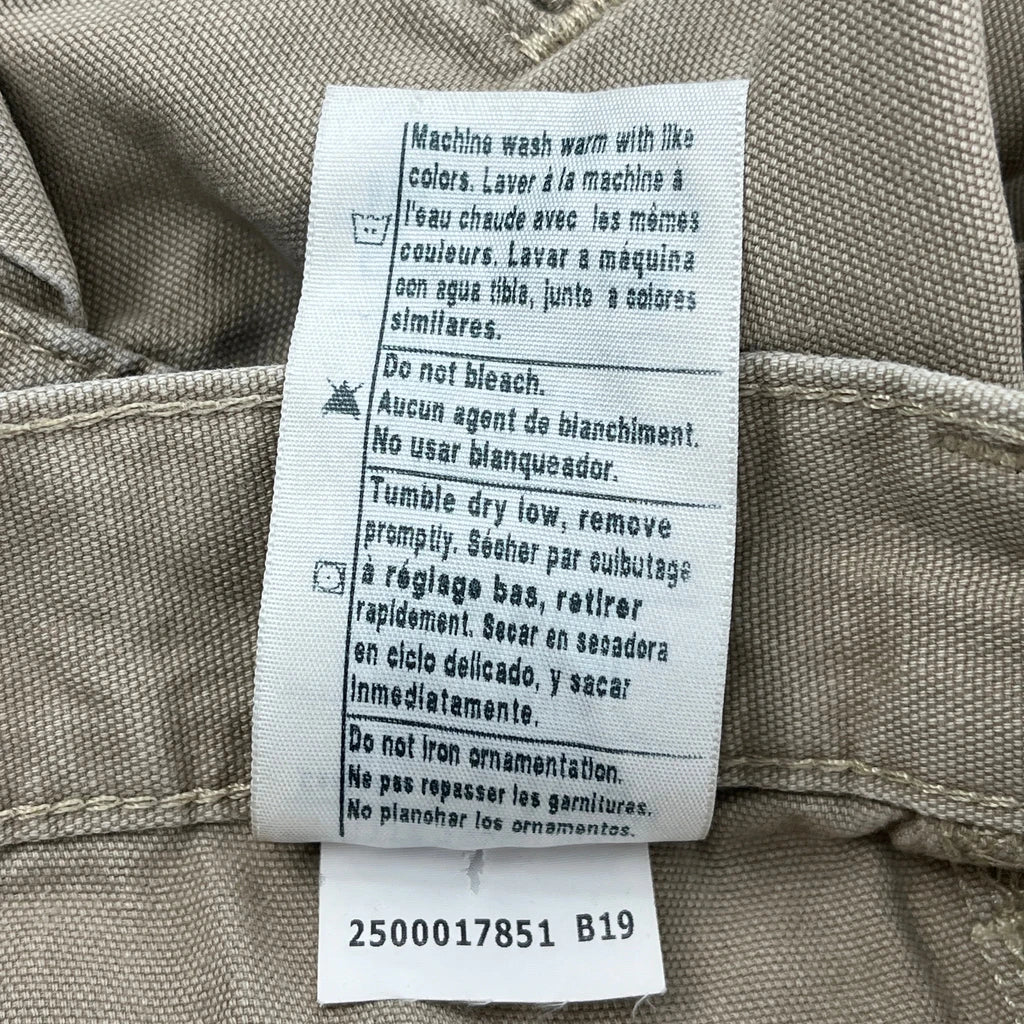 Machine wash warm with like
colors. Laver à la machine à
l'eau chaude avec les mêmes
couleurs. Lavar a máquina
con agua tibia, junto a colores
similares.
Do not bleach.
Aucun agent de blanchiment.
No usar blanqueador.
Tumble dry low, remove
promptly. Sécher par culbutage
à réglage bas, retirer
rapidement. Secar en secadora
en ciclo delicado, y sacar
inmediatamente.
Do not iron ornamentation.
Ne pas repasser les garnitures.
No planchar los ornamentos.
2500017851 B19